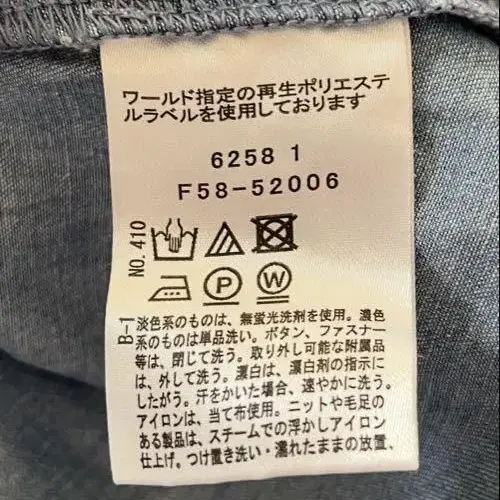 ワールド指定の再生ポリエステ
ルラベルを使用しております
6258 1
F58-52006
NO.410
P
W
B-1
淡色系のものは、無蛍光洗剤を使用。濃色
系のものは単品洗い。ボタン、ファスナー
等は、閉じて洗う。取り外し可能な附属品
は、外して洗う。漂白は、漂白剤の指示に
したがう。汗をかいた場合、速やかに洗う。
アイロンは、当て布使用。ニットや毛足の
ある製品は、スチームでの浮かしアイロン
仕上げ。つけ置き洗い・濡れたままの放置、